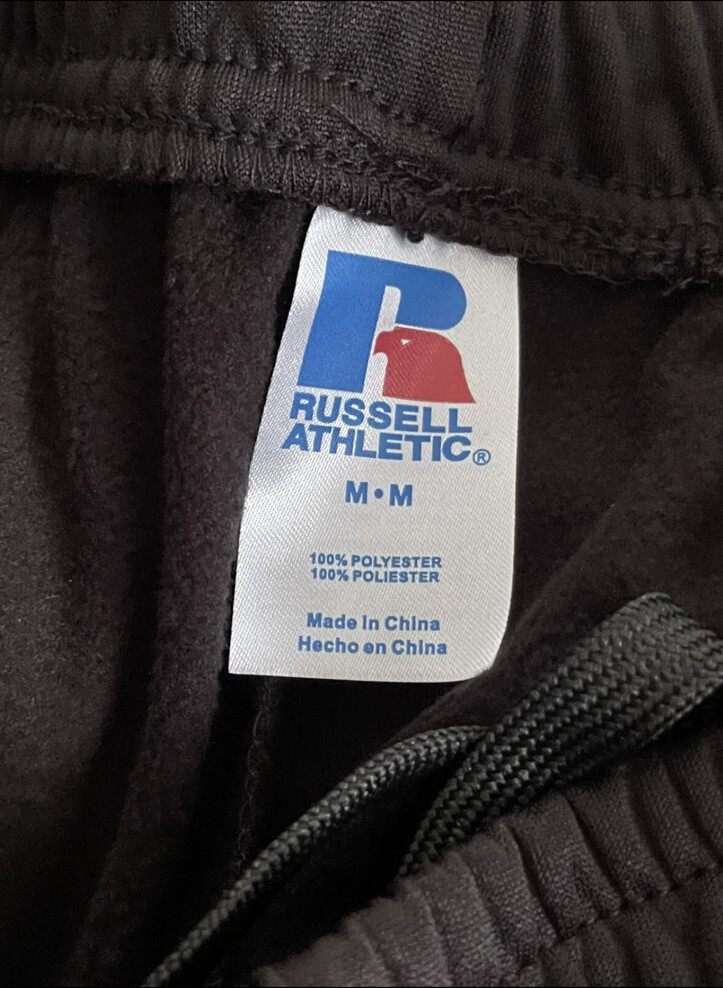 RUSSELL
ATHLETIC®
M•M
100% POLYESTER
100% POLIESTER
Made in China
Hecho en China